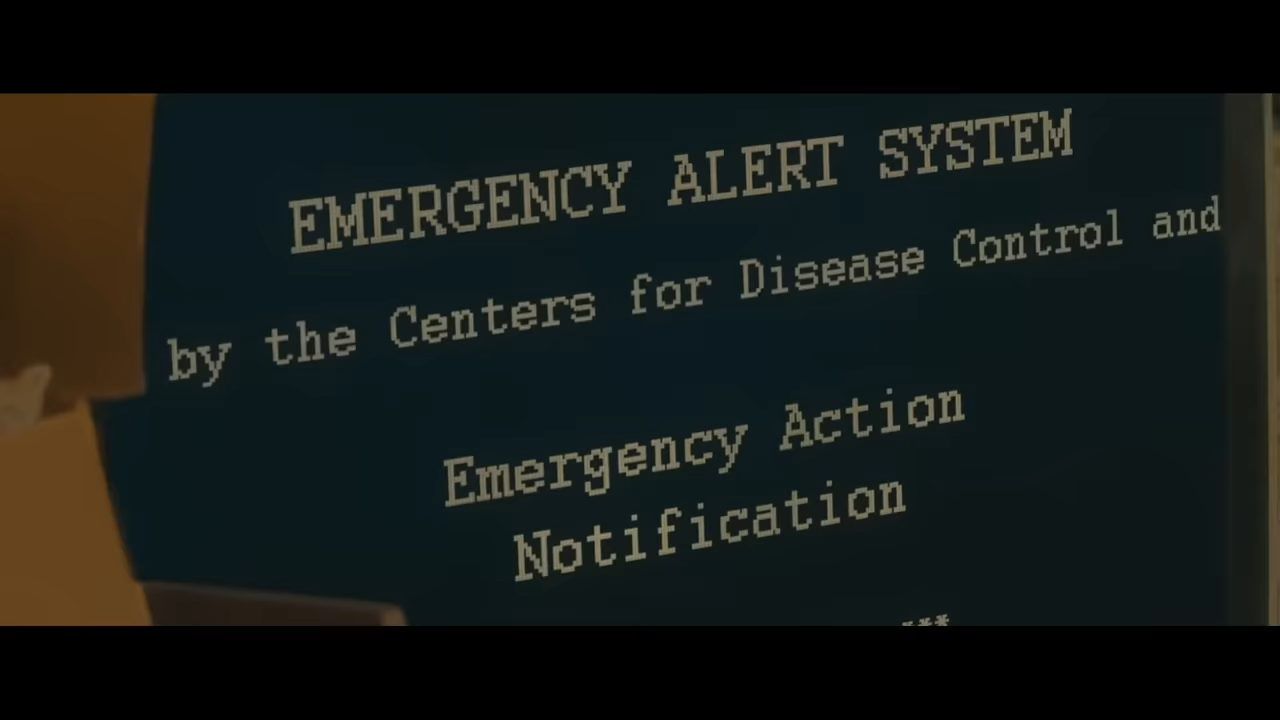 EMERGENCY ALERT SYSTEM
by the Centers for Disease Control and
Emergency Action
Notification
***